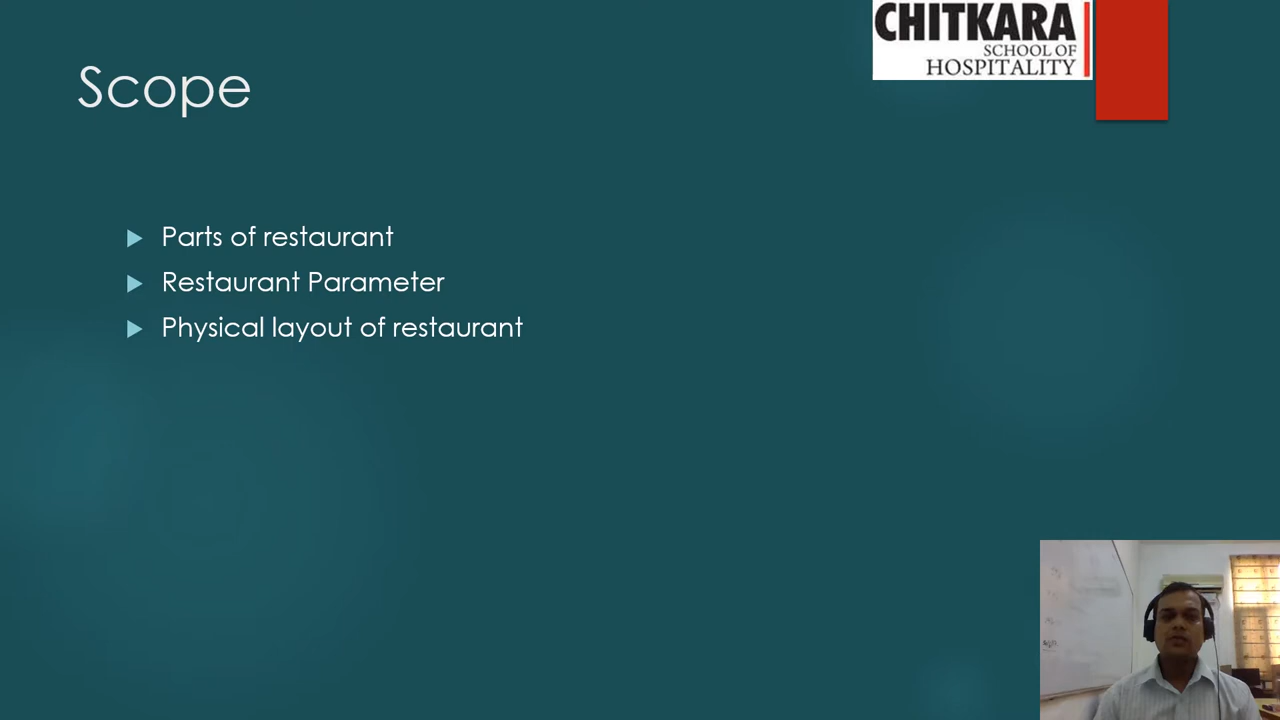 CHITKARA
SCHOOL OF
HOSPITALITY
Scope
Parts of restaurant
Restaurant Parameter
Physical layout of restaurant